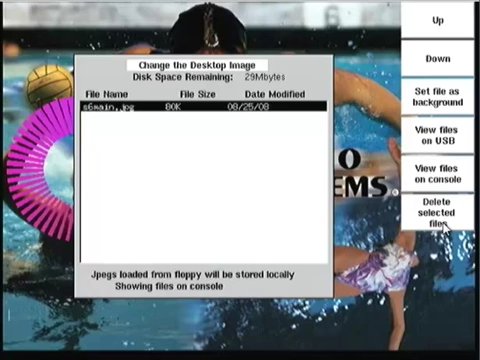 Change the Desktop Image
Disk Space Remaining: 29Mbytes
File Name File Size Date Modified
s6main,.jpg 80K 08/25/08
Jpegs loaded from floppy will be stored locally
Showing files on console
O
EMS.
6
Up
Down
Set file as
background
View files
on USB
View files
on console
Delete
selected
files